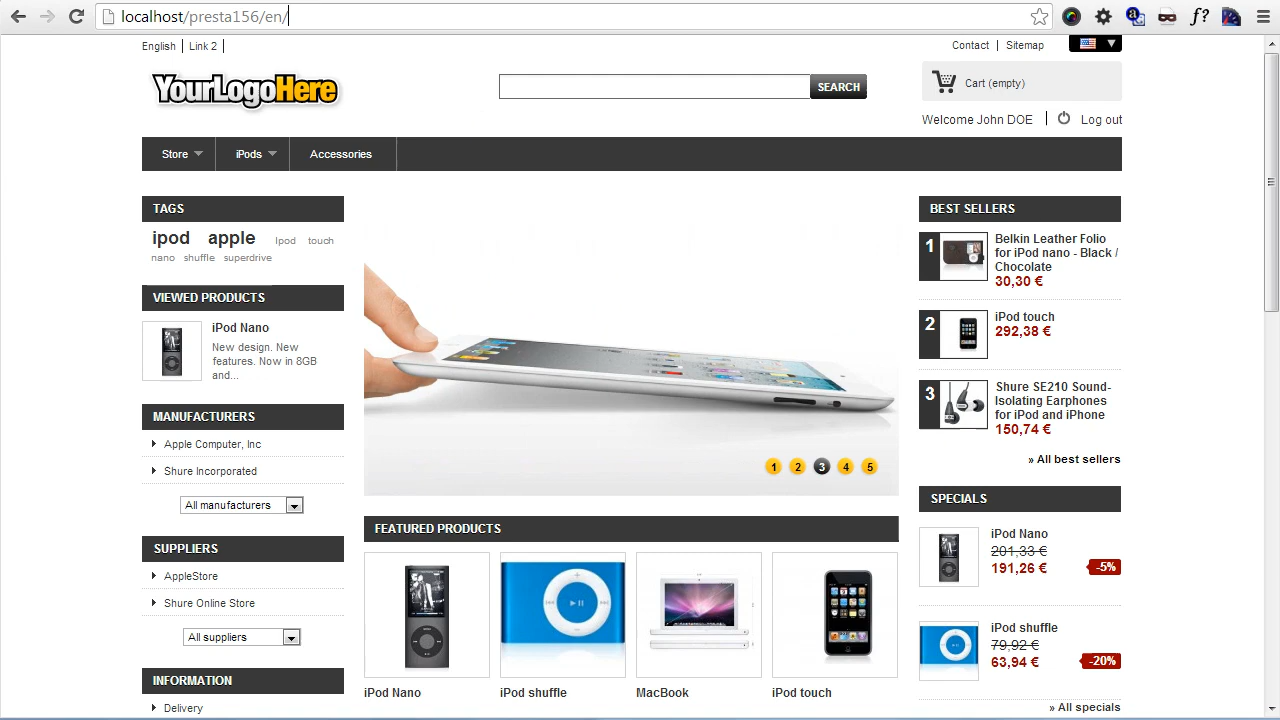 localhost/presta156/en/
English
Link 2
Contact
Sitemap
YourLogoHere
SEARCH
Cart (empty)
Welcome John DOE
Log out
Store
iPods
Accessories
TAGS
ipod apple Ipod touch
nano shuffle superdrive
VIEWED PRODUCTS
iPod Nano
New design. New
features. Now in 8GB
and...
MANUFACTURERS
Apple Computer, Inc
Shure Incorporated
All manufacturers
SUPPLIERS
AppleStore
Shure Online Store
All suppliers
INFORMATION
Delivery
1 2 3 4 5
FEATURED PRODUCTS
iPod Nano
iPod shuffle
MacBook
iPod touch
BEST SELLERS
1
Belkin Leather Folio
for iPod nano - Black /
Chocolate
30,30 €
2
iPod touch
292,38 €
3
Shure SE210 Sound-
Isolating Earphones
for iPod and iPhone
150,74 €
» All best sellers
SPECIALS
iPod Nano
201,33 €
191,26 €
-5%
iPod shuffle
79,92 €
63,94 €
-20%
» All specials